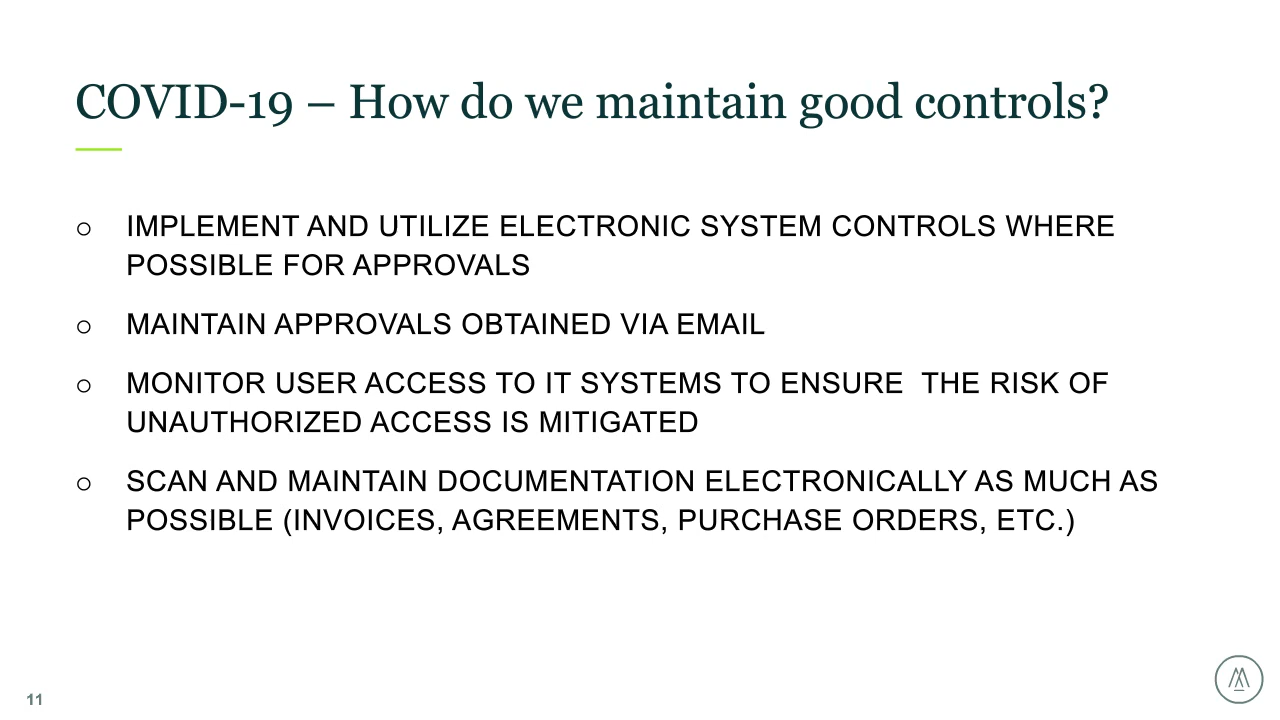 COVID-19 – How do we maintain good controls?
○ IMPLEMENT AND UTILIZE ELECTRONIC SYSTEM CONTROLS WHERE
POSSIBLE FOR APPROVALS
○ MAINTAIN APPROVALS OBTAINED VIA EMAIL
○ MONITOR USER ACCESS TO IT SYSTEMS TO ENSURE  THE RISK OF
UNAUTHORIZED ACCESS IS MITIGATED
○ SCAN AND MAINTAIN DOCUMENTATION ELECTRONICALLY AS MUCH AS
POSSIBLE (INVOICES, AGREEMENTS, PURCHASE ORDERS, ETC.)
11